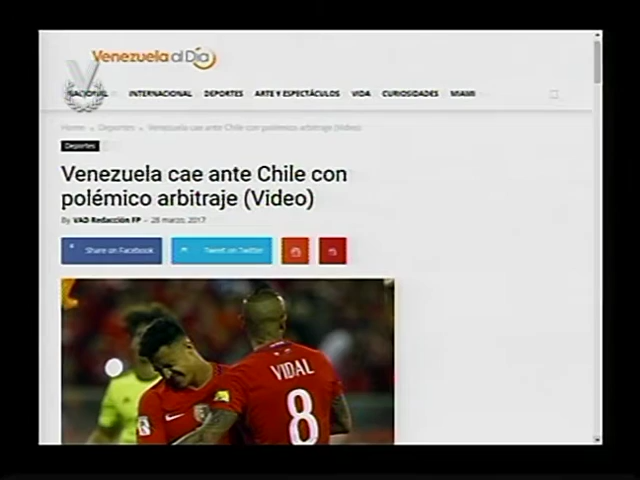 Venezuela al Día
NACIONAL INTERNACIONAL DEPORTES ARTE Y ESPECTÁCULOS VIDA CURIOSIDADES MIAMI
Home » Deportes » Venezuela cae ante Chile con polémico arbitraje (Video)
Deportes
Venezuela cae ante Chile con
polémico arbitraje (Video)
By VAD Redacción FP - 28 marzo, 2017
Share on Facebook Tweet on Twitter
VIDAL
8